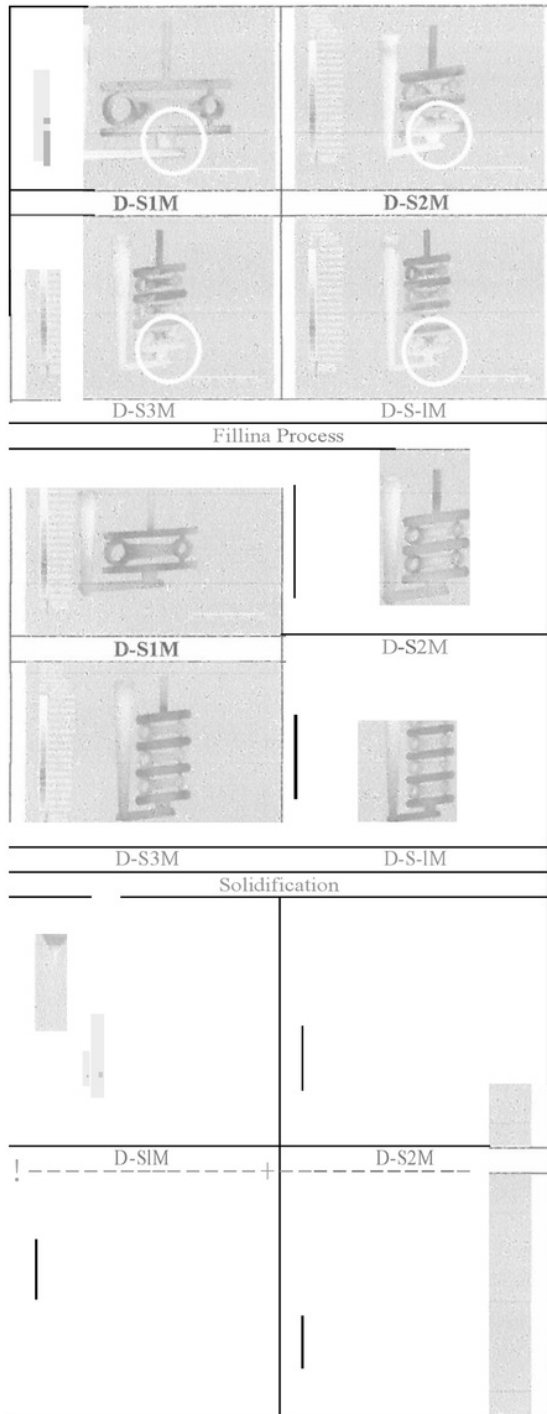 D-S1M D-S2M
D-S3M D-S-lM
Fillina Process
D-S1M D-S2M
D-S3M D-S-lM
Solidification
D-SlM D-S2M